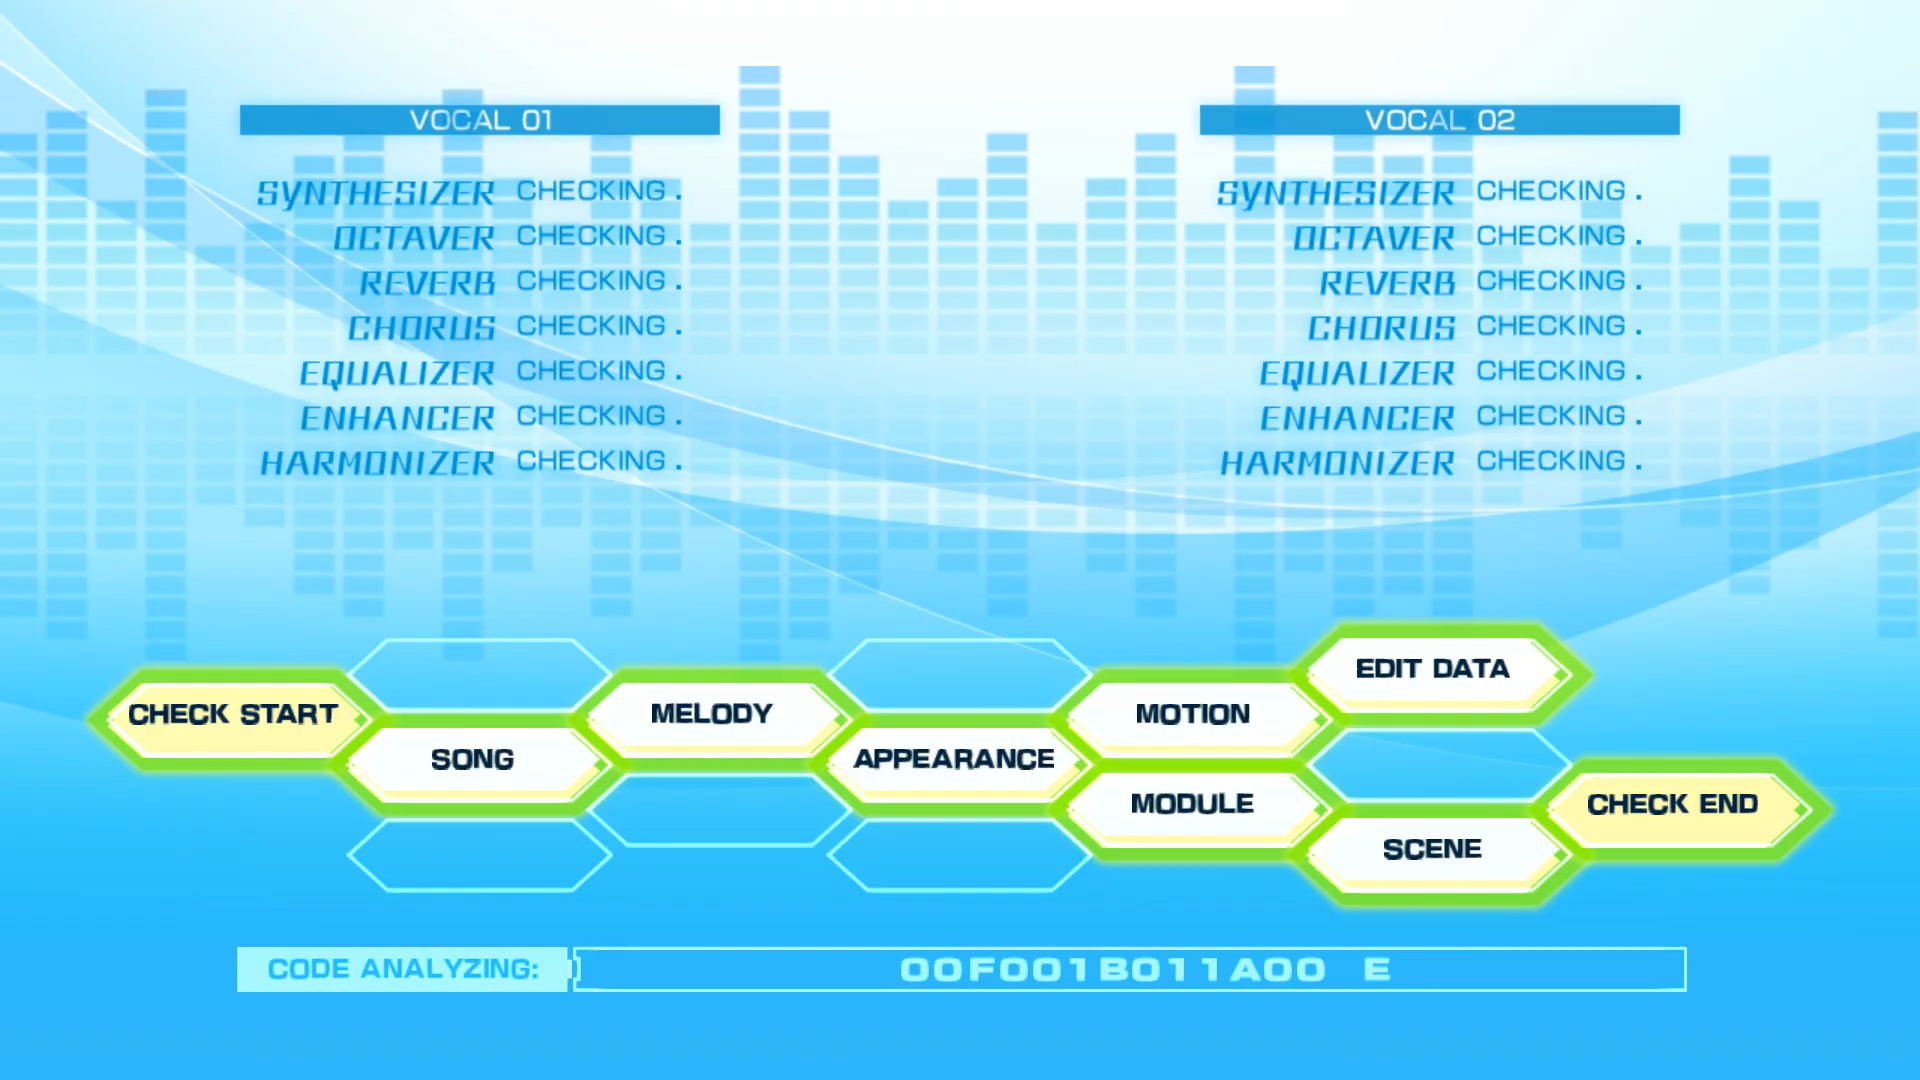 VOCAL 01
SYNTHESIZER CHECKING .
OCTAVER CHECKING .
REVERB CHECKING .
CHORUS CHECKING .
EQUALIZER CHECKING .
ENHANCER CHECKING .
HARMONIZER CHECKING .
VOCAL 02
SYNTHESIZER CHECKING .
OCTAVER CHECKING .
REVERB CHECKING .
CHORUS CHECKING .
EQUALIZER CHECKING .
ENHANCER CHECKING .
HARMONIZER CHECKING .
CHECK START
SONG
MELODY
APPEARANCE
MOTION
MODULE
EDIT DATA
SCENE
CHECK END
CODE ANALYZING: 00F001B011A00 E